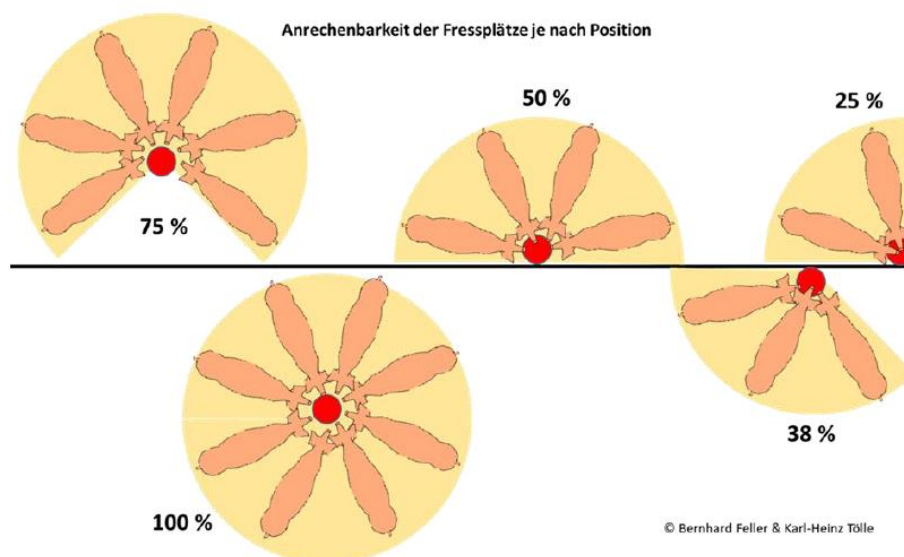 Anrechenbarkeit der Fressplätze je nach Position
50 %
25 %
75 %
38 %
100 %
© Bernhard Feller & Karl-Heinz Tölle